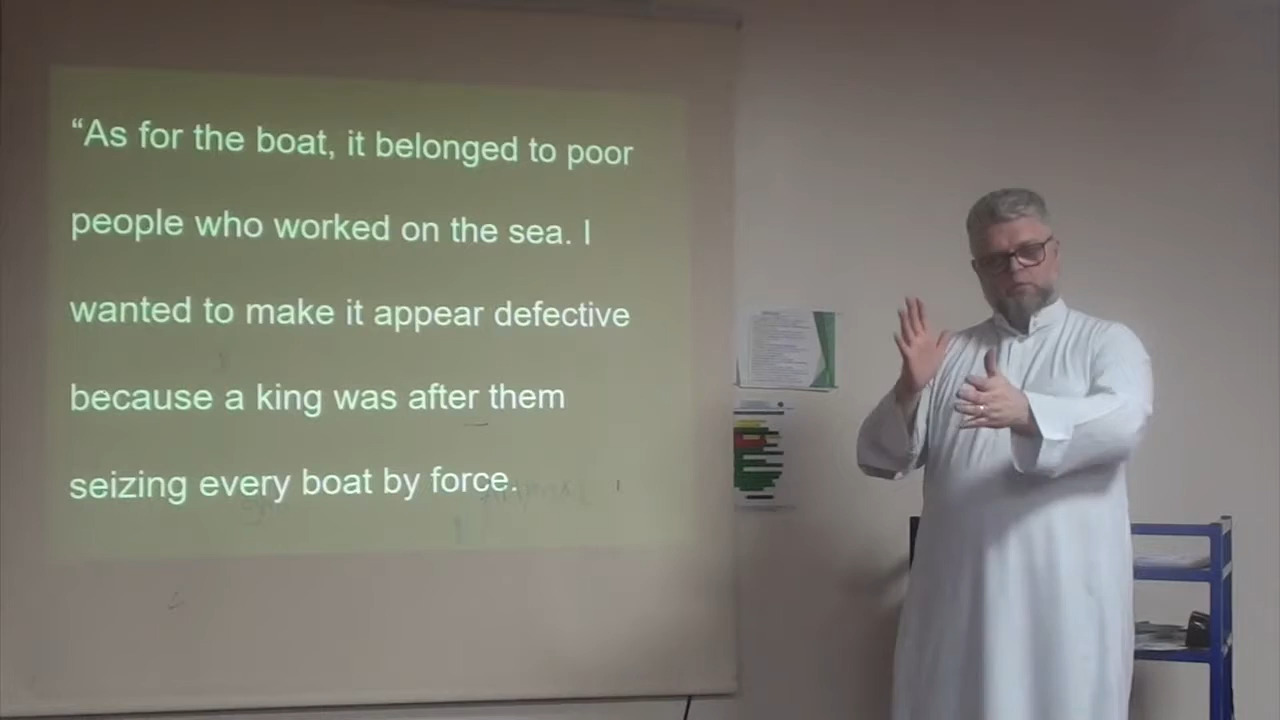 “As for the boat, it belonged to poor
people who worked on the sea. I
wanted to make it appear defective
because a king was after them
seizing every boat by force.